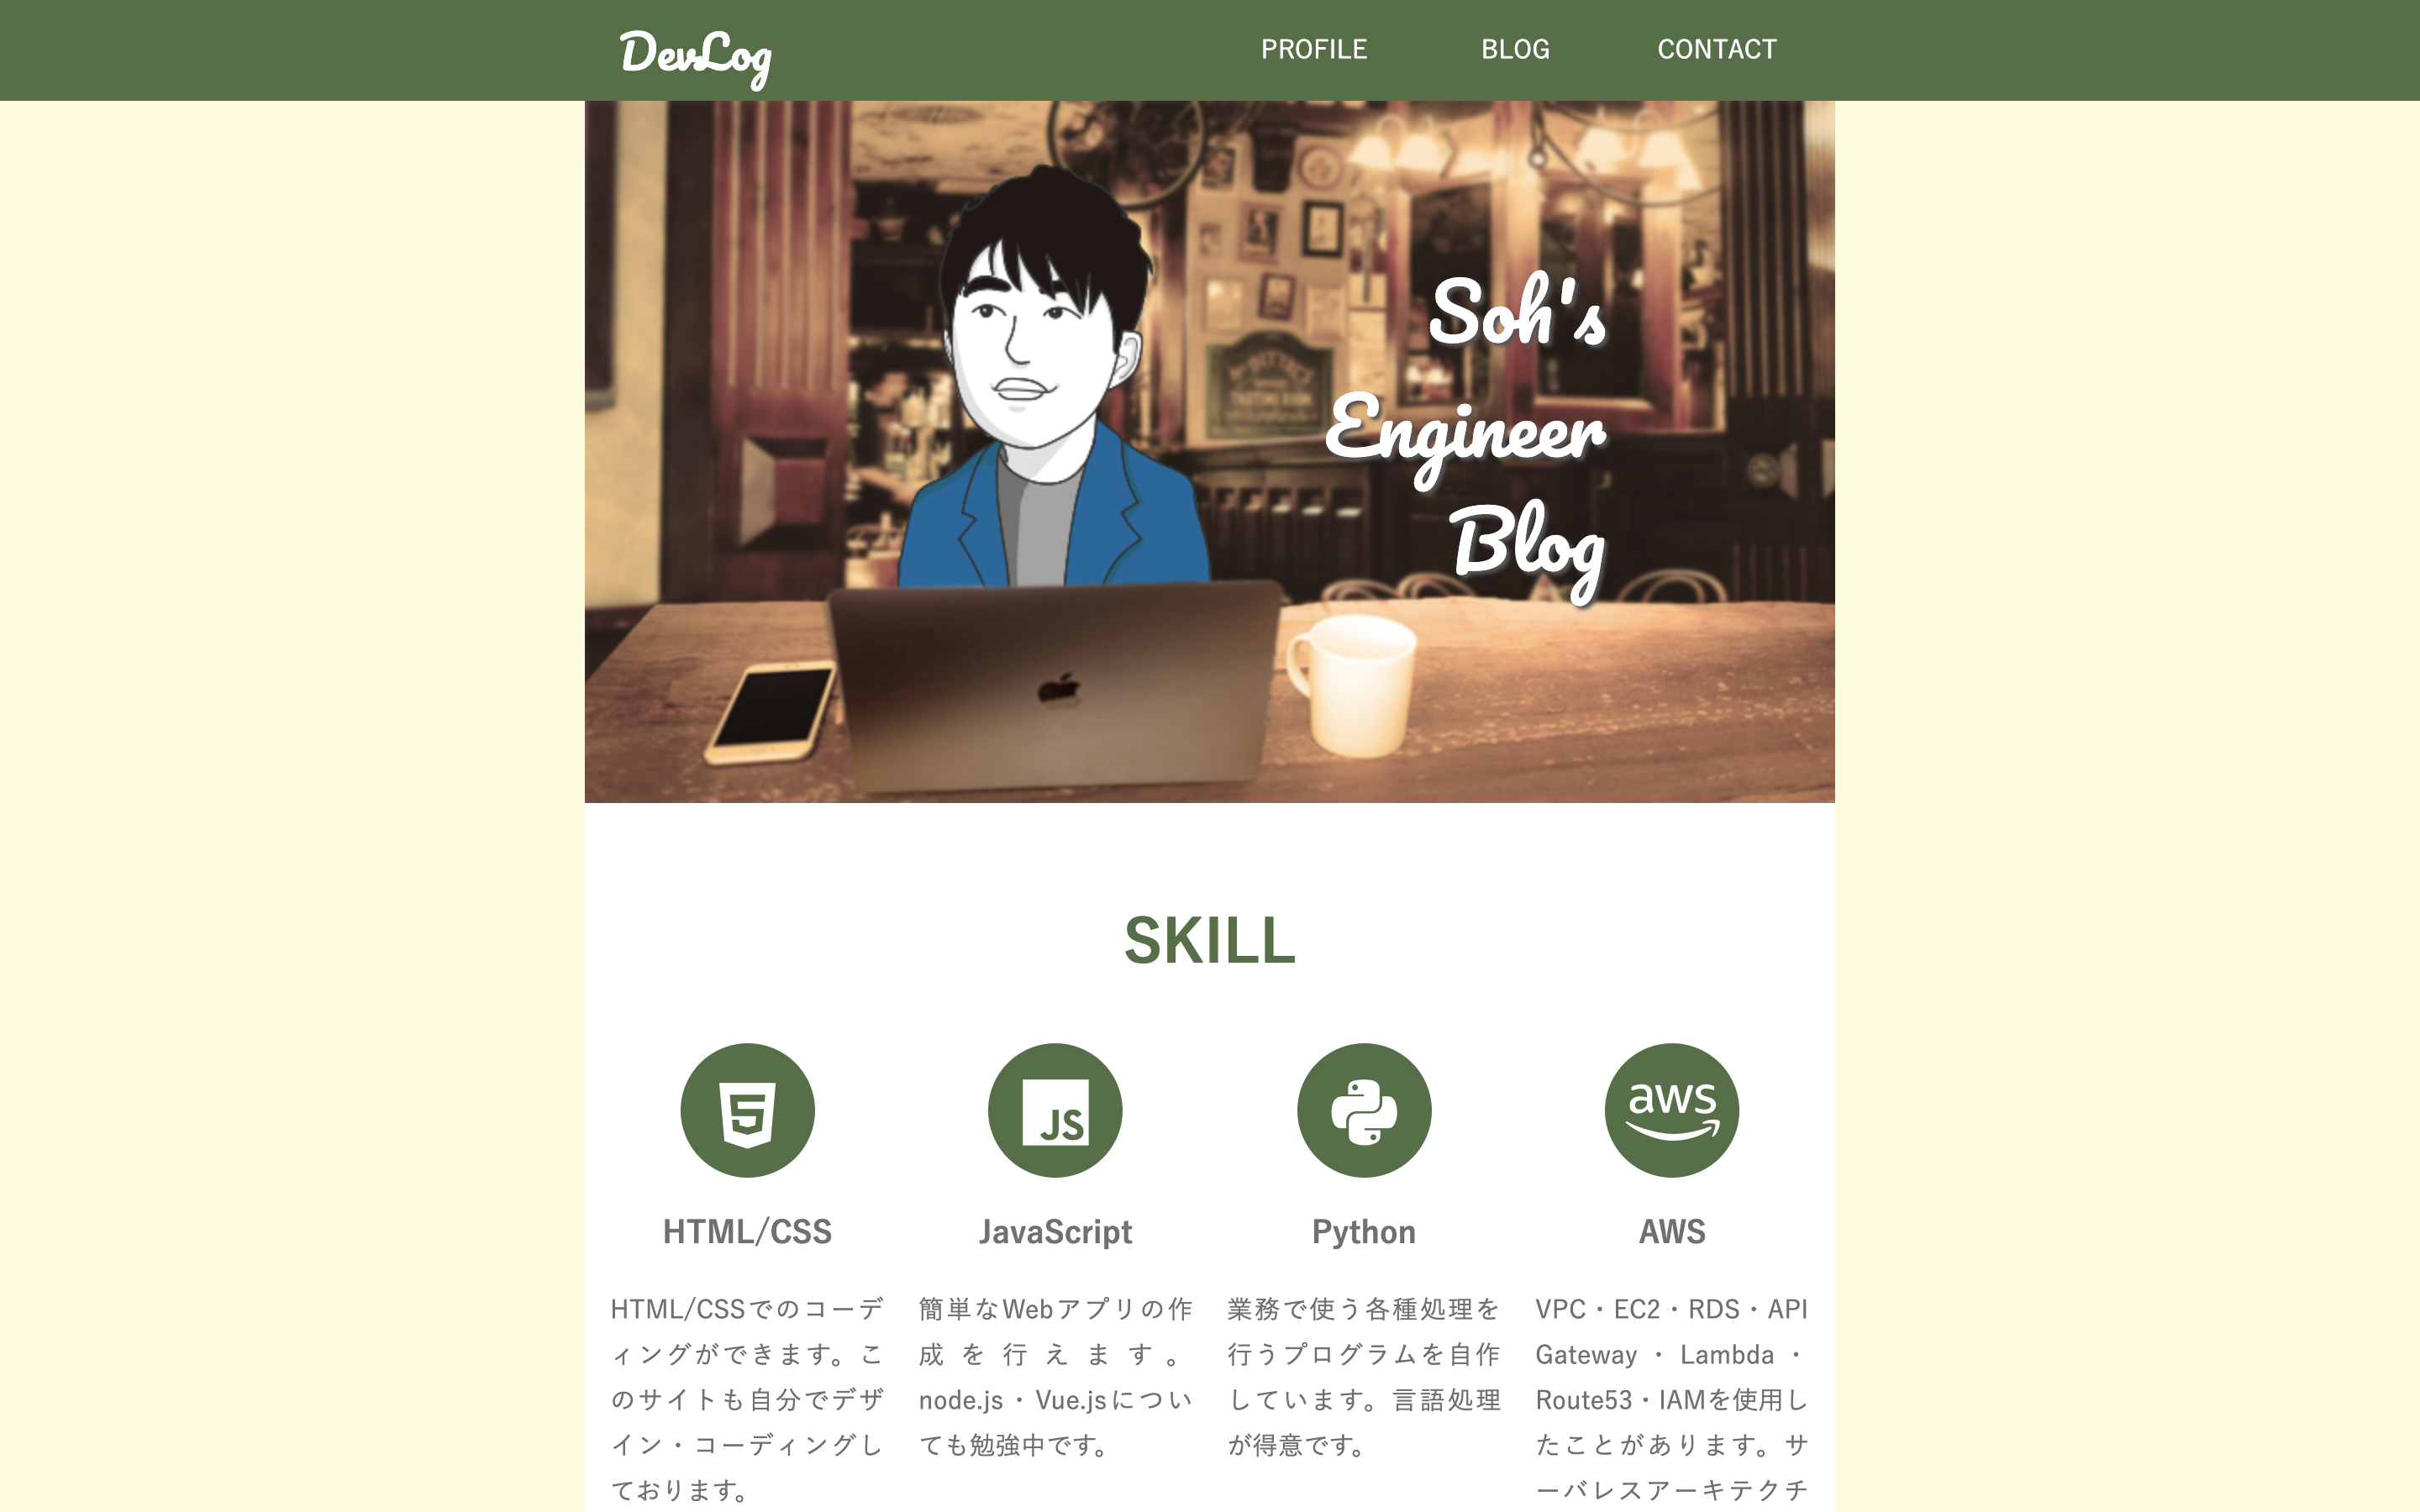 DevLog
PROFILE
BLOG
CONTACT
Soh's
Engineer
Blog
SKILL
JS
aws
HTML/CSS
JavaScript
Python
AWS
HTML/CSSでのコーデ
ィングができます。こ
のサイトも自分でデザ
イン・コーディングし
ております。
簡単なWebアプリの作
成を行えます。
node.js・Vue.jsについ
ても勉強中です。
業務で使う各種処理を
行うプログラムを自作
しています。言語処理
が得意です。
VPC・EC2・RDS・API
Gateway・Lambda・
Route53・IAMを使用し
たことがあります。サ
ーバレスアーキテクチ